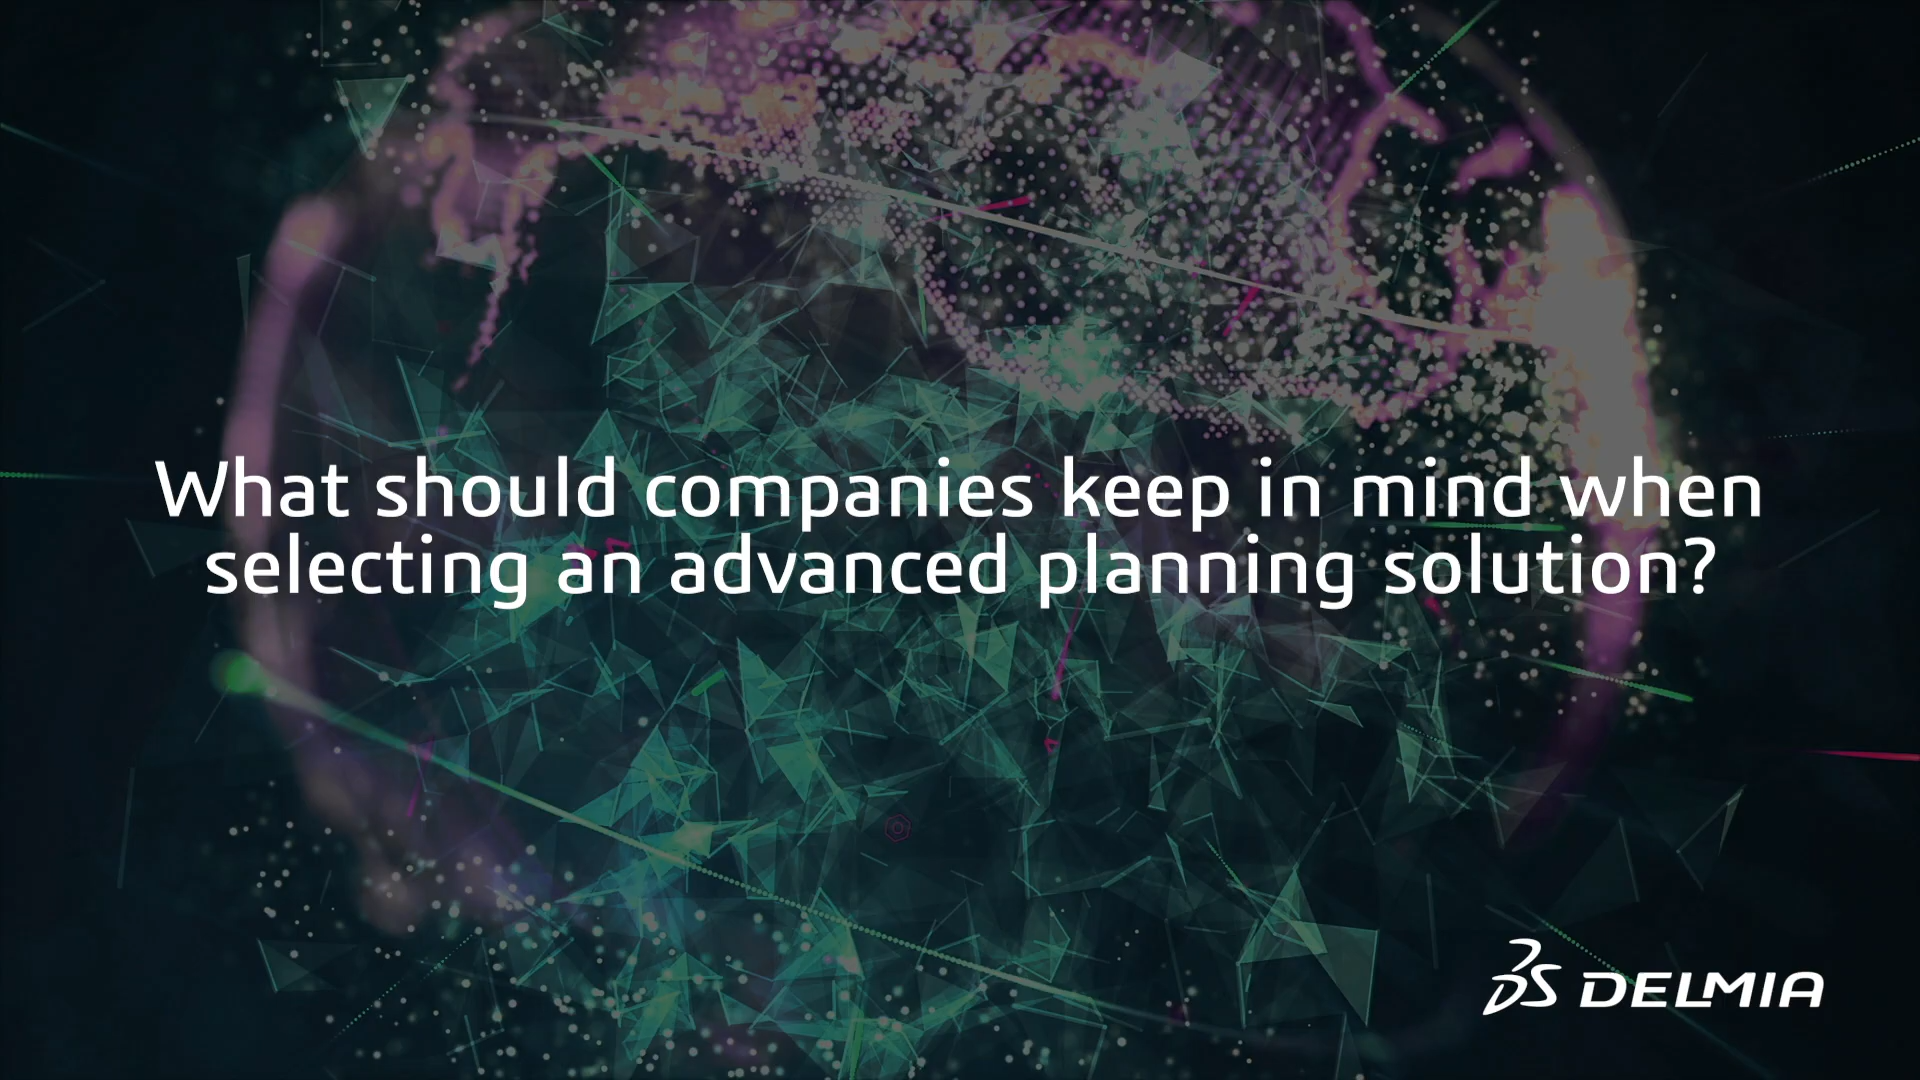 What should companies keep in mind when
selecting an advanced planning solution?
DELMIA